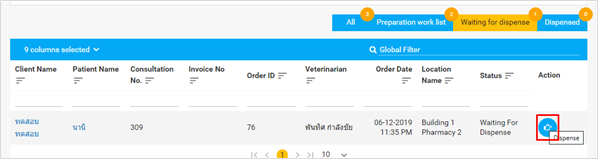 3 2 1 0
All Preparation work list Waiting for dispense Dispensed
9 columns selected Global Filter
Client Name Patient Name Consultation No. Invoice No Order ID Veterinarian Order Date Location Name Status Action
ทดสอบ ทดสอบ นานิ 309 76 พันทิศ กำลังชัย 06-12-2019 11:35 PM Building 1 Pharmacy 2 Waiting For Dispense
Dispense
1 10